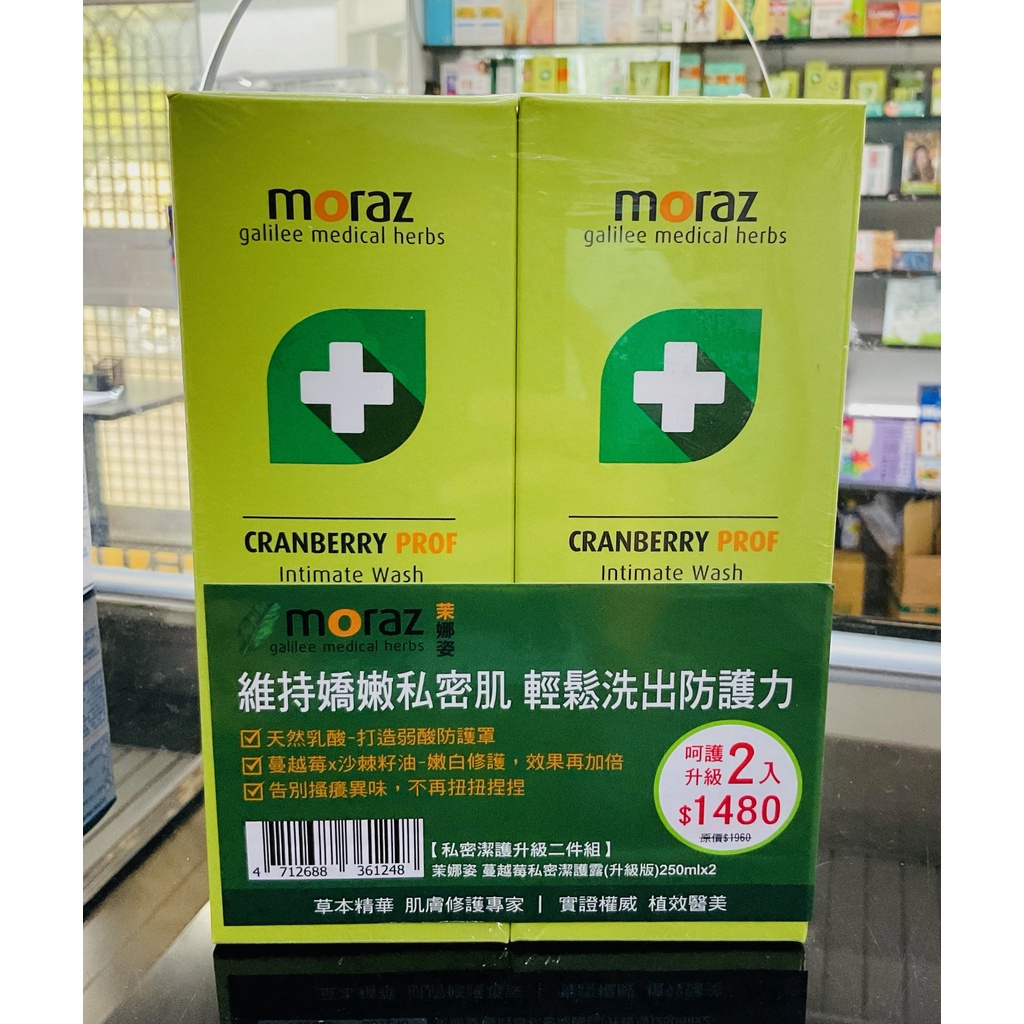 moraz
galilee medical herbs
CRANBERRY PROF
Intimate Wash
moraz
galilee medical herbs
CRANBERRY PROF
Intimate Wash
moraz 茉娜姿
galilee medical herbs
維持嬌嫩私密肌 輕鬆洗出防護力
天然乳酸-打造弱酸防護罩
蔓越莓x沙棘籽油-嫩白修護，效果再加倍
告別搔癢異味，不再扭扭捏捏
呵護
升級2入
$1480
原價$1960
4 712688 361248
【私密潔護升級二件組】
茉娜姿 蔓越莓私密潔護露(升級版)250mlx2
草本精華 肌膚修護專家 | 實證權威 植效醫美